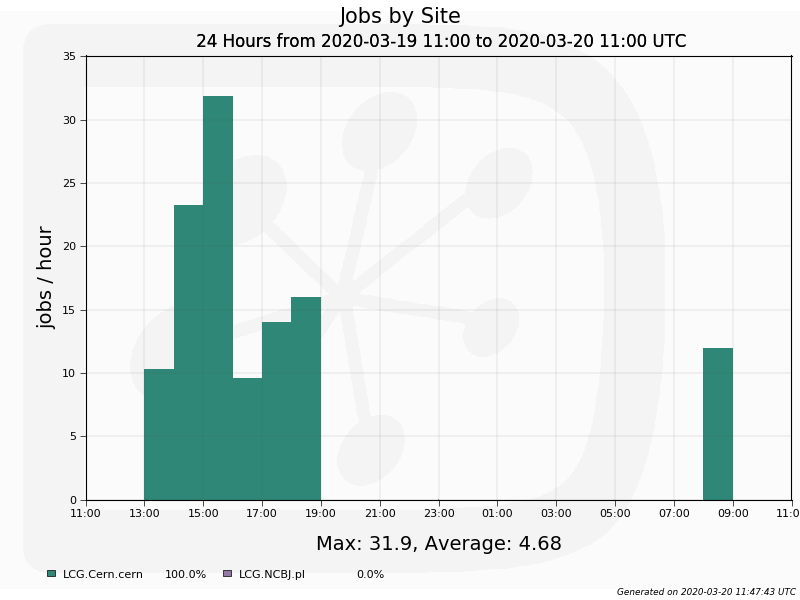 Jobs by Site
24 Hours from 2020-03-19 11:00 to 2020-03-20 11:00 UTC
35
30
25
20
15
10
5
0
jobs / hour
11:00 13:00 15:00 17:00 19:00 21:00 23:00 01:00 03:00 05:00 07:00 09:00 11:0
Max: 31.9, Average: 4.68
LCG.Cern.cern 100.0% LCG.NCBJ.pl 0.0%
Generated on 2020-03-20 11:47:43 UTC